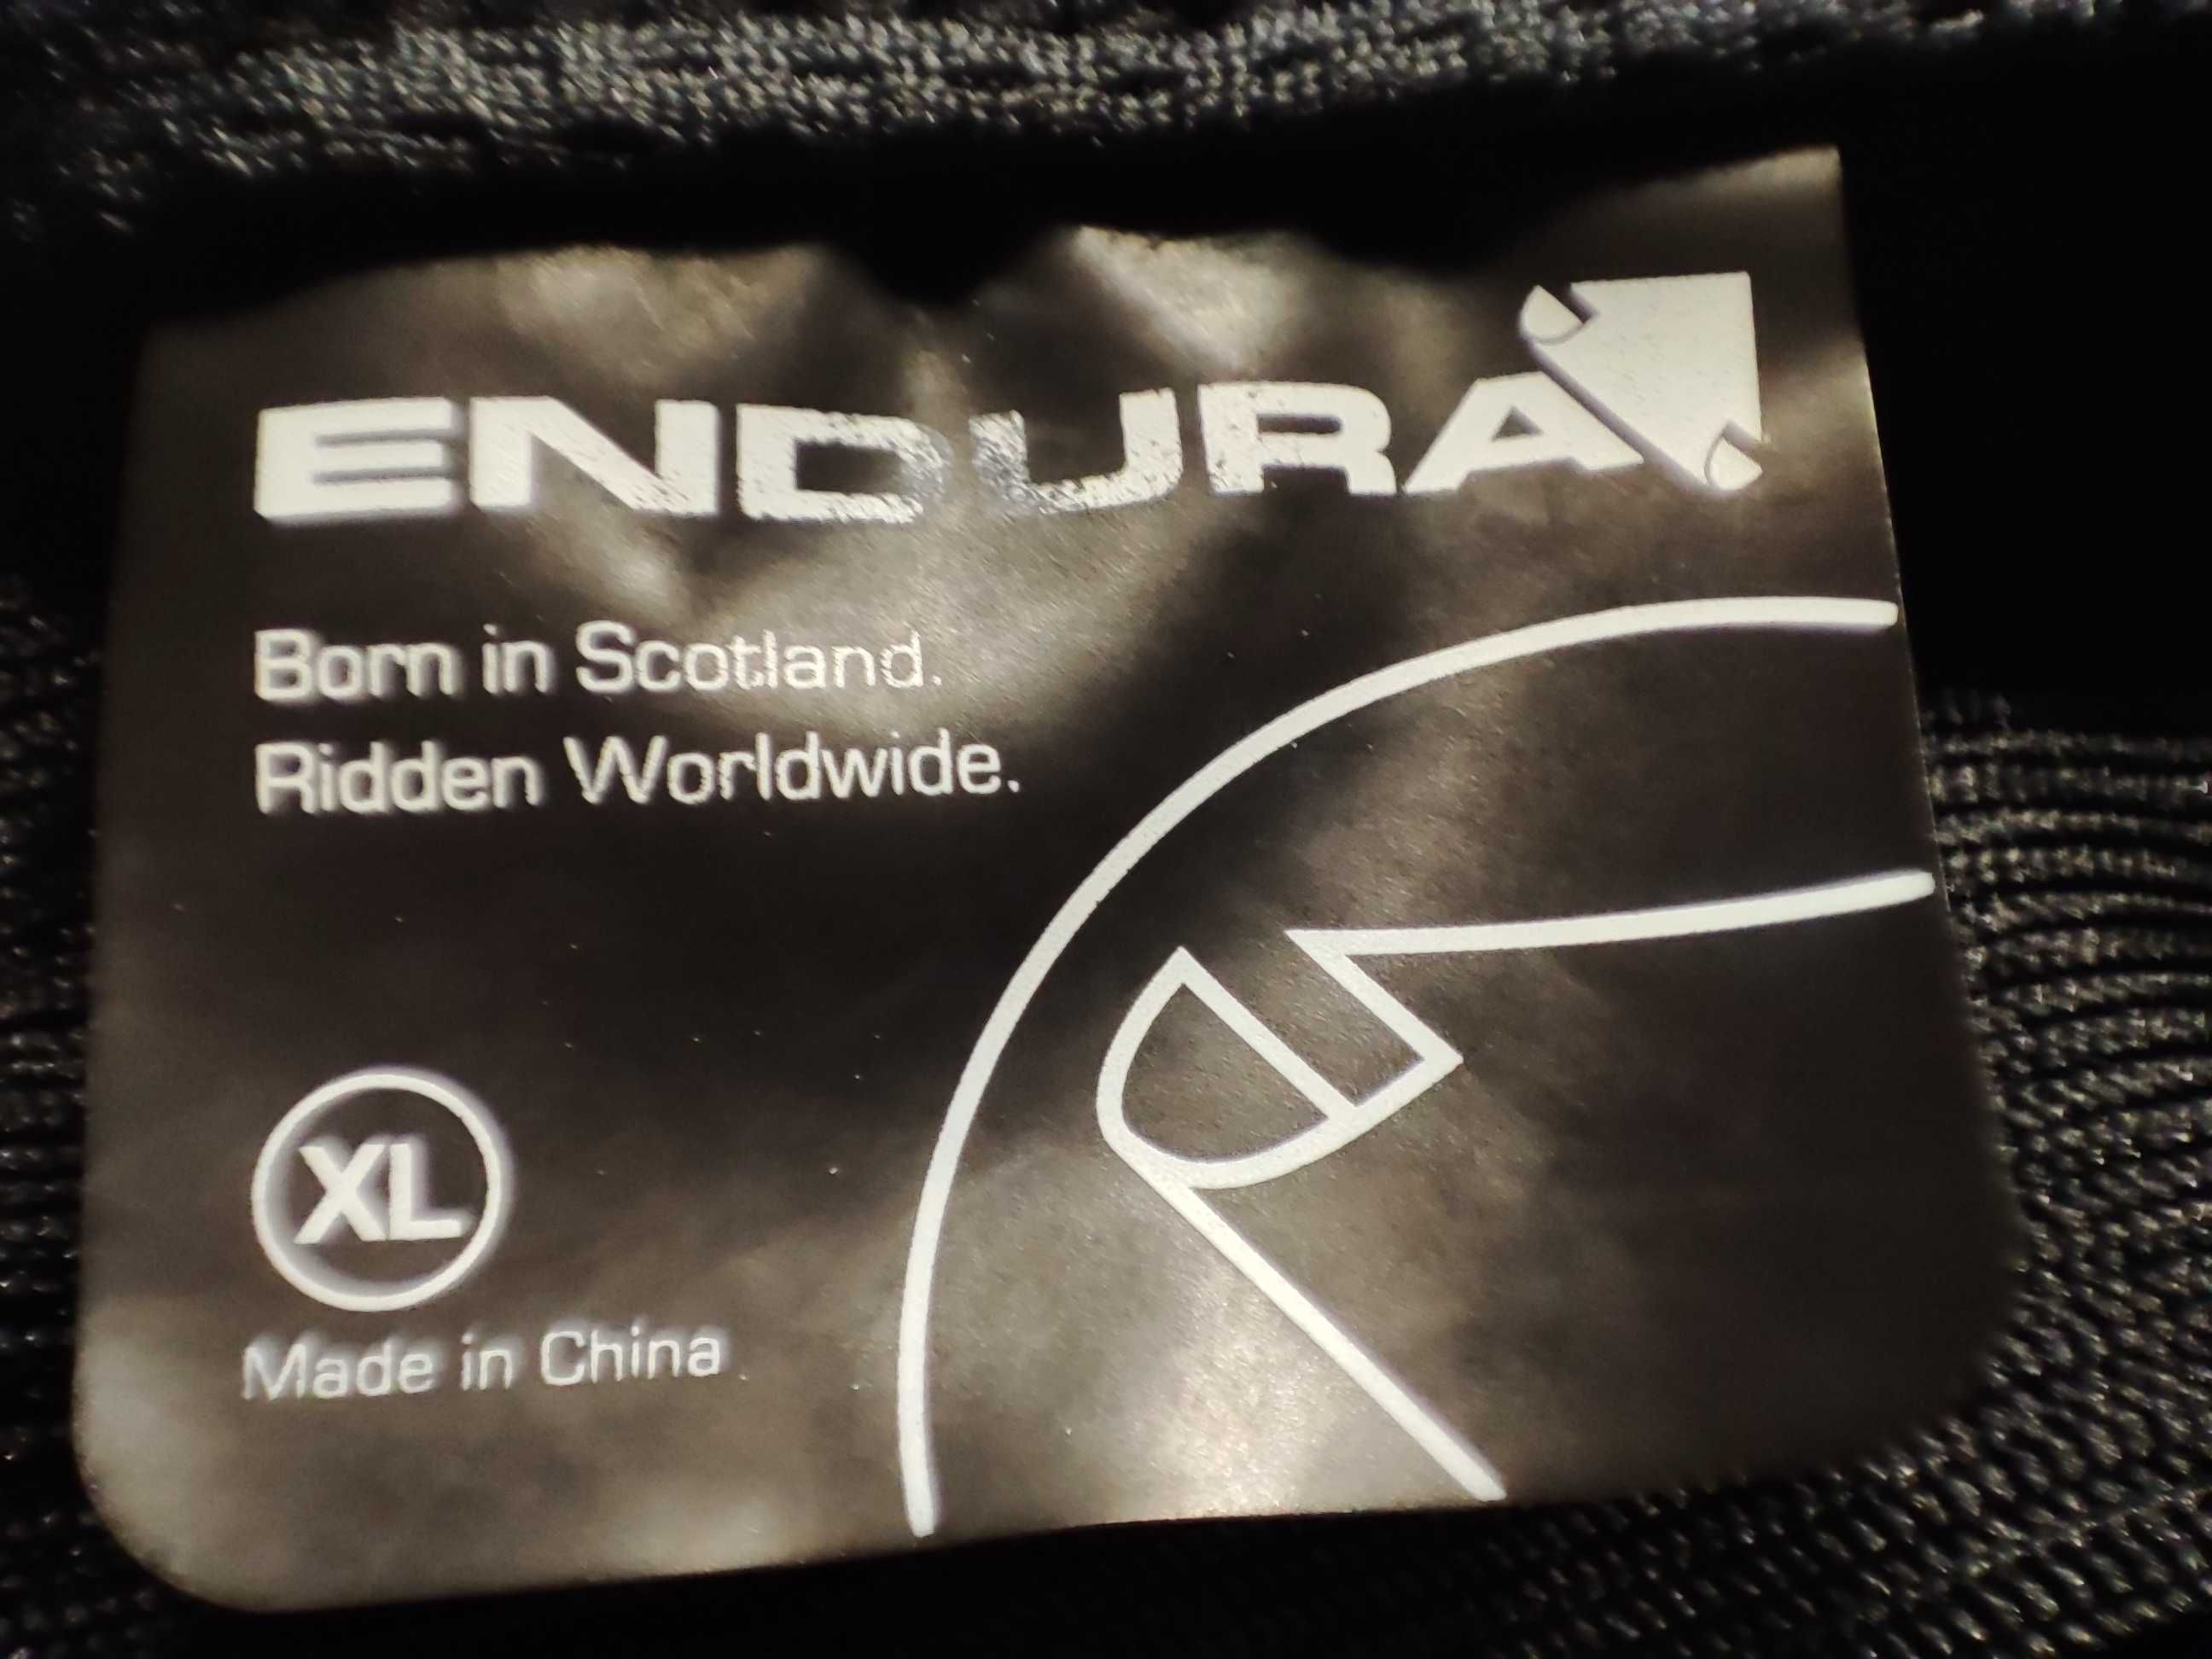 ENDURA
Born in Scotland.
Ridden Worldwide.
XL
Made in China